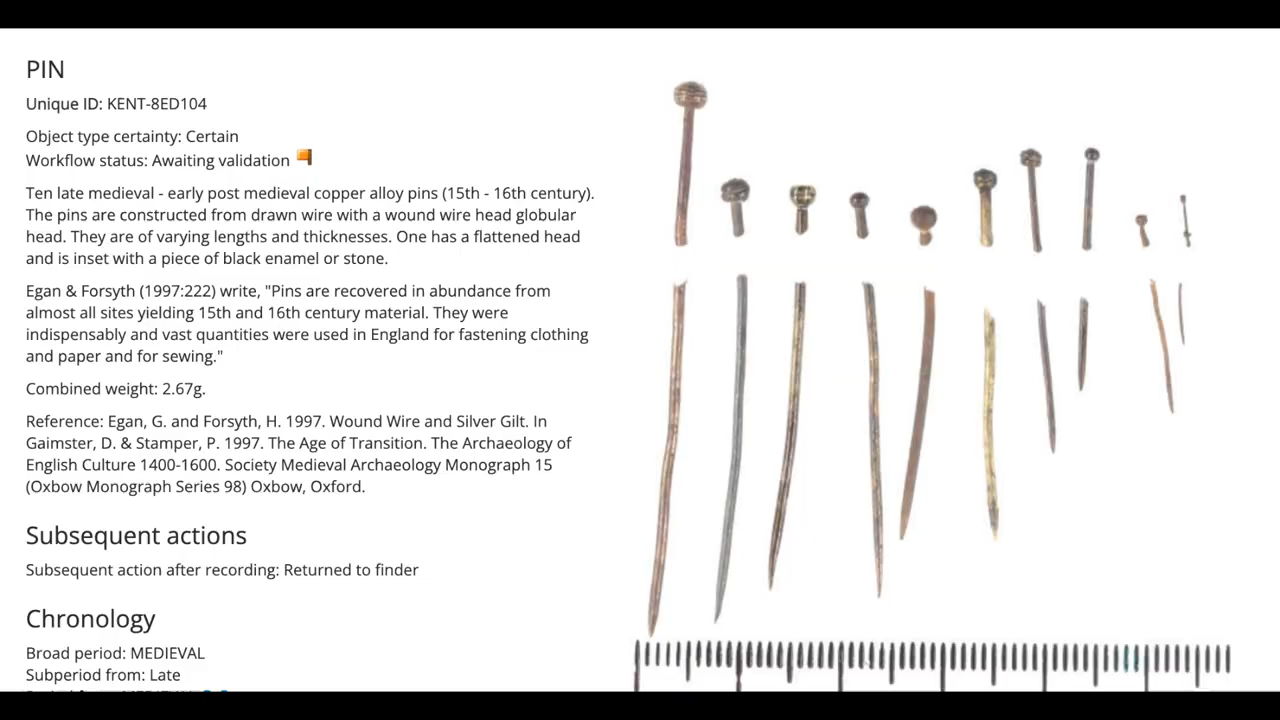 PIN
Unique ID: KENT-8ED104
Object type certainty: Certain
Workflow status: Awaiting validation
Ten late medieval - early post medieval copper alloy pins (15th - 16th century).
The pins are constructed from drawn wire with a wound wire head globular
head. They are of varying lengths and thicknesses. One has a flattened head
and is inset with a piece of black enamel or stone.
Egan & Forsyth (1997:222) write, "Pins are recovered in abundance from
almost all sites yielding 15th and 16th century material. They were
indispensably and vast quantities were used in England for fastening clothing
and paper and for sewing."
Combined weight: 2.67g.
Reference: Egan, G. and Forsyth, H. 1997. Wound Wire and Silver Gilt. In
Gaimster, D. & Stamper, P. 1997. The Age of Transition. The Archaeology of
English Culture 1400-1600. Society Medieval Archaeology Monograph 15
(Oxbow Monograph Series 98) Oxbow, Oxford.
Subsequent actions
Subsequent action after recording: Returned to finder
Chronology
Broad period: MEDIEVAL
Subperiod from: Late